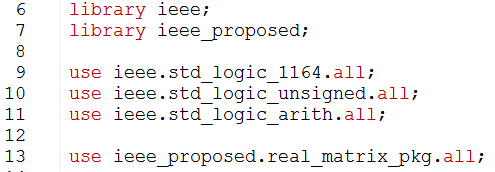 6 library ieee;
7 library ieee_proposed;
8
9 use ieee.std_logic_1164.all;
10 use ieee.std_logic_unsigned.all;
11 use ieee.std_logic_arith.all;
12
13 use ieee_proposed.real_matrix_pkg.all;